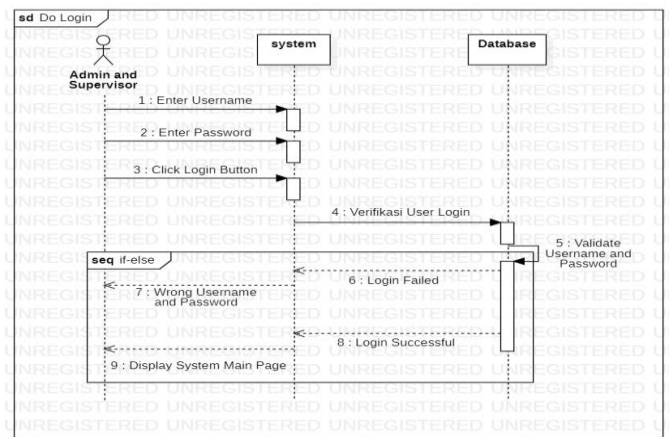 sd Do Login
system
Database
Admin and
Supervisor
1 : Enter Username
2 : Enter Password
3 : Click Login Button
4 : Verifikasi User Login
5 : Validate
Username and
Password
seq if-else
6 : Login Failed
7 : Wrong Username
and Password
8 : Login Successful
9 : Display System Main Page
UNREGISTERED